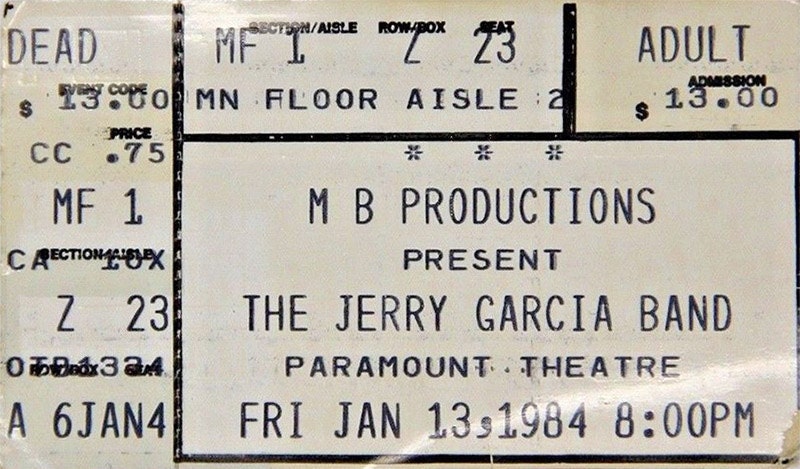 DEAD
EVENT CODE
$ 13.00
PRICE
CC .75
MF 1
SECTION/AISLE
CA 10X
Z 23
ROW/BOX SEAT
A 6JAN4
SECTION/AISLE ROW/BOX SEAT
MF 1 Z 23
MN FLOOR AISLE 2
ADULT
ADMISSION
$ 13.00
* * *
M B PRODUCTIONS
PRESENT
THE JERRY GARCIA BAND
PARAMOUNT THEATRE
FRI JAN 13,1984 8:00PM